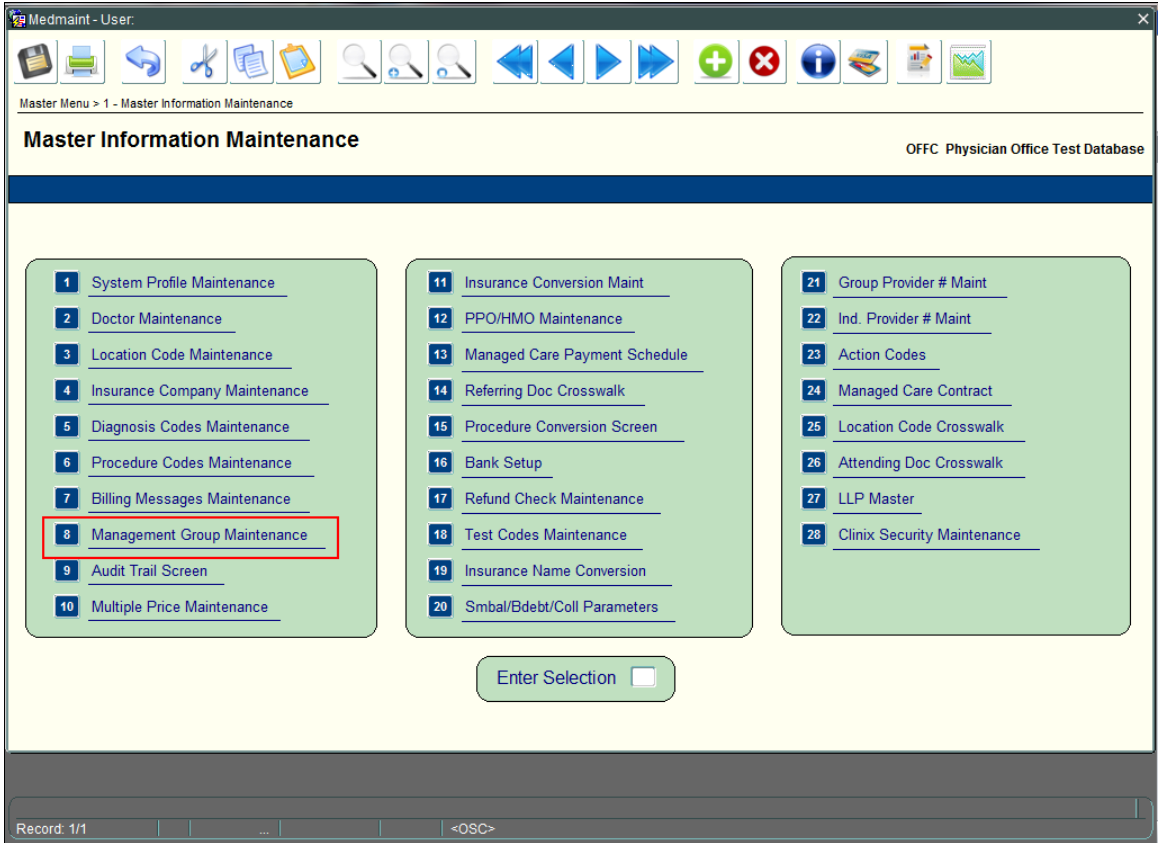 Medmaint - User:
Master Menu > 1 - Master Information Maintenance
Master Information Maintenance
OFFC Physician Office Test Database
1 System Profile Maintenance
2 Doctor Maintenance
3 Location Code Maintenance
4 Insurance Company Maintenance
5 Diagnosis Codes Maintenance
6 Procedure Codes Maintenance
7 Billing Messages Maintenance
8 Management Group Maintenance
9 Audit Trail Screen
10 Multiple Price Maintenance
11 Insurance Conversion Maint
12 PPO/HMO Maintenance
13 Managed Care Payment Schedule
14 Referring Doc Crosswalk
15 Procedure Conversion Screen
16 Bank Setup
17 Refund Check Maintenance
18 Test Codes Maintenance
19 Insurance Name Conversion
20 Smbal/Bdebt/Coll Parameters
21 Group Provider # Maint
22 Ind. Provider # Maint
23 Action Codes
24 Managed Care Contract
25 Location Code Crosswalk
26 Attending Doc Crosswalk
27 LLP Master
28 Clinix Security Maintenance
Enter Selection
Record: 1/1 ... <OSC>